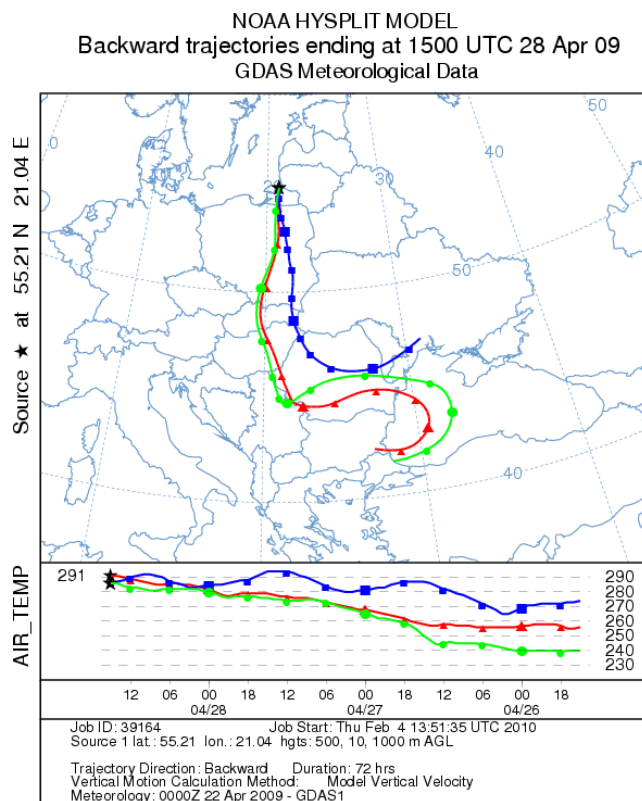 NOAA HYSPLIT MODEL
Backward trajectories ending at 1500 UTC 28 Apr 09
GDAS Meteorological Data
Source ★ at 55.21 N 21.04 E
0
30
40
50
50
40
AIR_TEMP
291
290
280
270
260
250
240
230
12 06 00 18 12 06 00 18 12 06 00 18
04/28 04/27 04/26
Job ID: 39164 Job Start: Thu Feb 4 13:51:35 UTC 2010
Source 1 lat.: 55.21 lon.: 21.04 hgts: 500, 10, 1000 m AGL
Trajectory Direction: Backward Duration: 72 hrs
Vertical Motion Calculation Method: Model Vertical Velocity
Meteorology: 0000Z 22 Apr 2009 - GDAS1